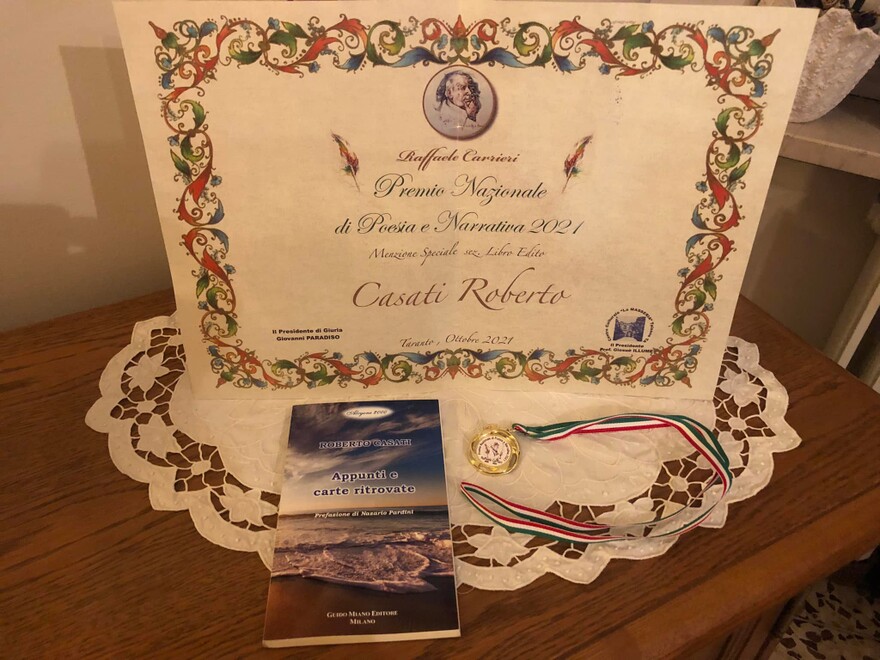 Raffaele Carrieri
Premio Nazionale
di Poesia e Narrativa 2021
Menzione Speciale sez. Libro Edito
Casati Roberto
Il Presidente di Giuria
Giovanni PARADISO
Taranto, Ottobre 2021
Il Presidente
ROBERTO CASATI
Appunti e
carte ritrovate
Prefazione di Nazario Pardini
GUIDO MIANO EDITORE
MILANO